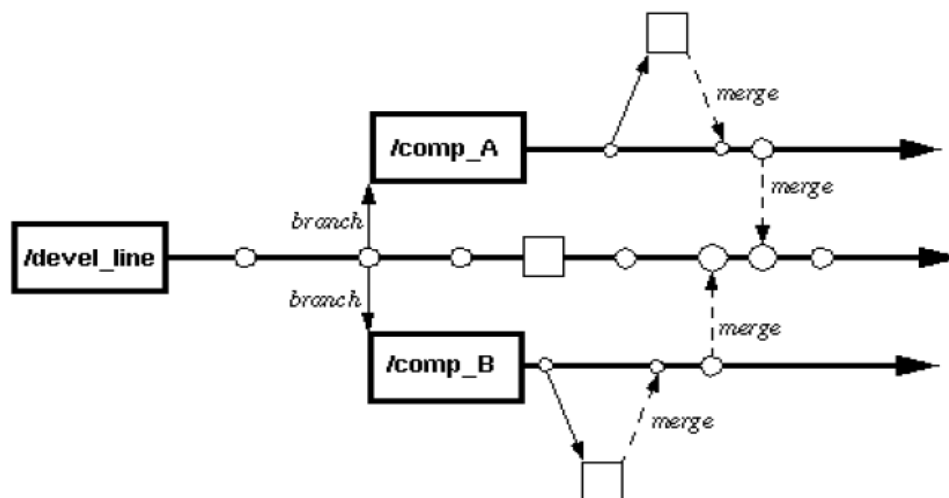 merge
/comp_A
merge
branch
/devel_line
branch
merge
/comp_B
merge